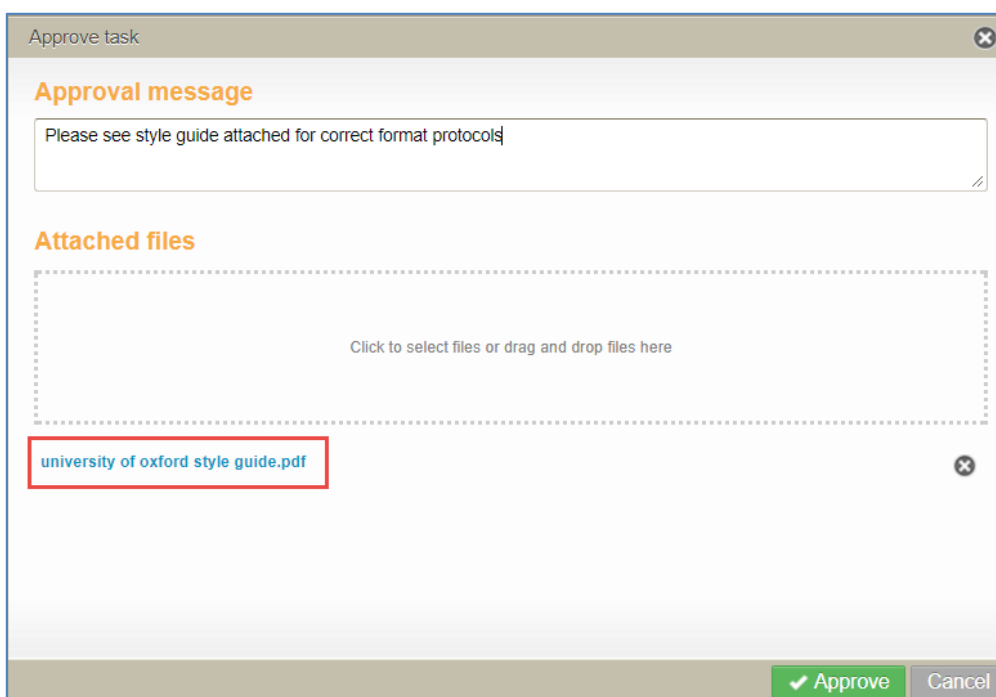 Approve task
Approval message
Please see style guide attached for correct format protocols
Attached files
Click to select files or drag and drop files here
university of oxford style guide.pdf
Approve Cancel